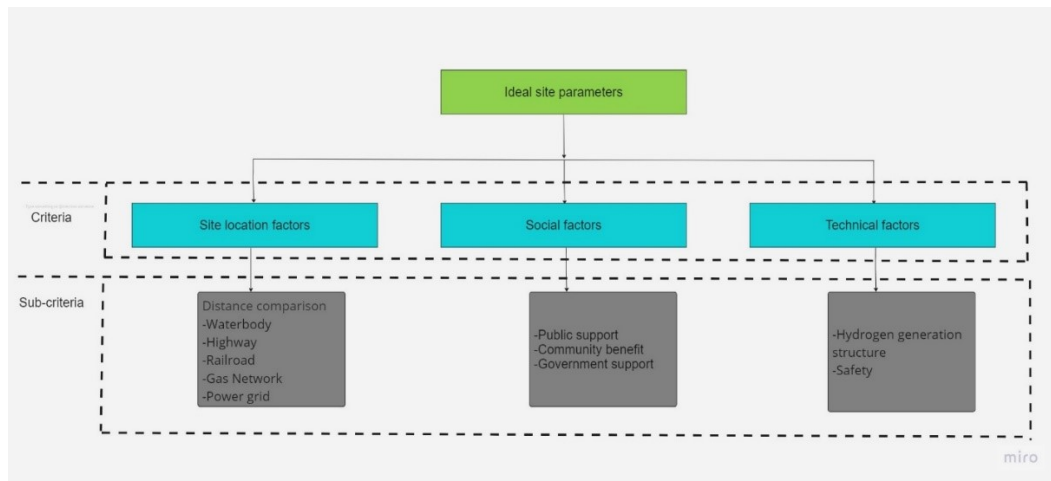 Ideal site parameters
Criteria
Site location factors
Social factors
Technical factors
Sub-criteria
Distance comparison
-Waterbody
-Highway
-Railroad
-Gas Network
-Power grid
-Public support
-Community benefit
-Government support
-Hydrogen generation
structure
-Safety
miro